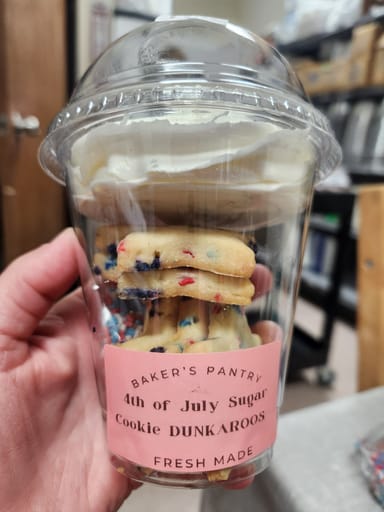 BAKER'S PANTRY
4th of July Sugar
Cookie DUNKAROOS
FRESH MADE